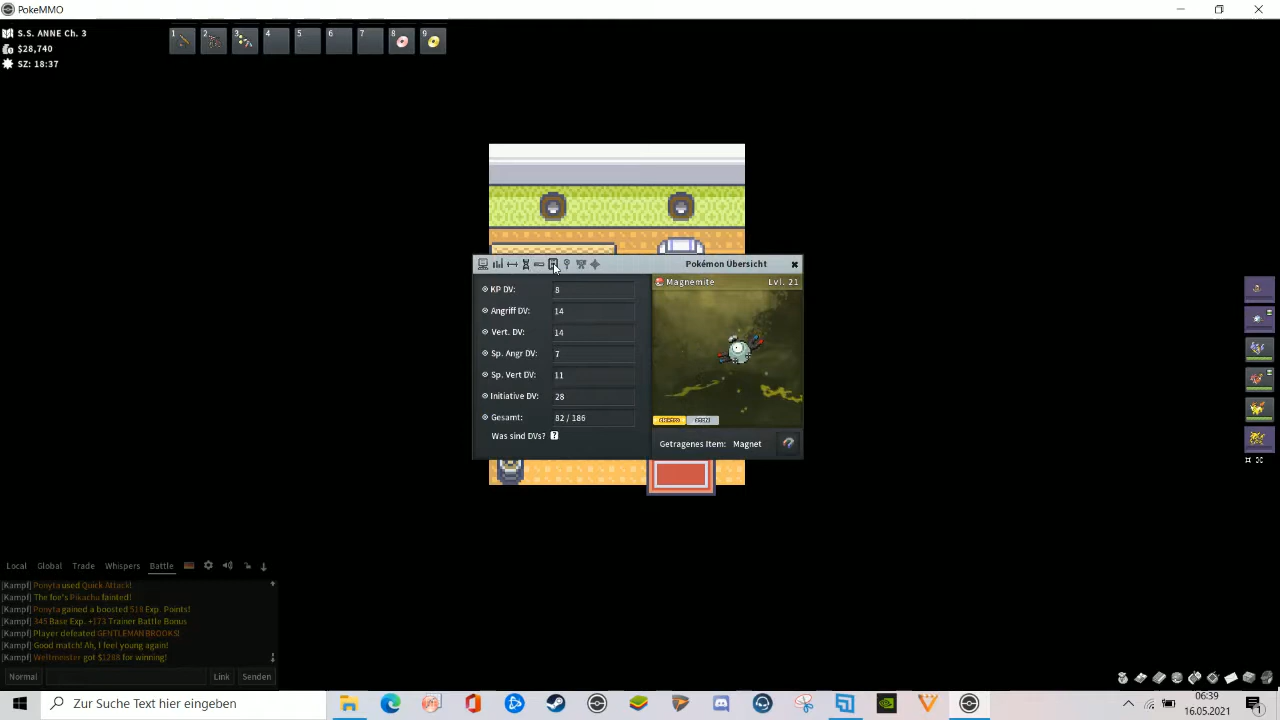 PokeMMO
S.S. ANNE Ch. 3
$28,740
SZ: 18:37
1 2 3 4 5 6 7 8 9
Pokémon Übersicht
KP DV: 8
Angriff DV: 14
Vert. DV: 14
Sp. Angr DV: 7
Sp. Vert DV: 11
Initiative DV: 28
Gesamt: 82 / 186
Was sind DVs? ?
Magnemite Lvl. 21
Getragenes Item: Magnet
Local Global Trade Whispers Battle
[Kampf] Ponyta used Quick Attack!
[Kampf] The foe's Pikachu fainted!
[Kampf] Ponyta gained a boosted 518 Exp. Points!
[Kampf] 345 Base Exp. +173 Trainer Battle Bonus
[Kampf] Player defeated GENTLEMAN BROOKS!
[Kampf] Good match! Ah, I feel young again!
[Kampf] Weltmeister got $1288 for winning!
Normal Link Senden
Zur Suche Text hier eingeben
06:39
16.05.2021